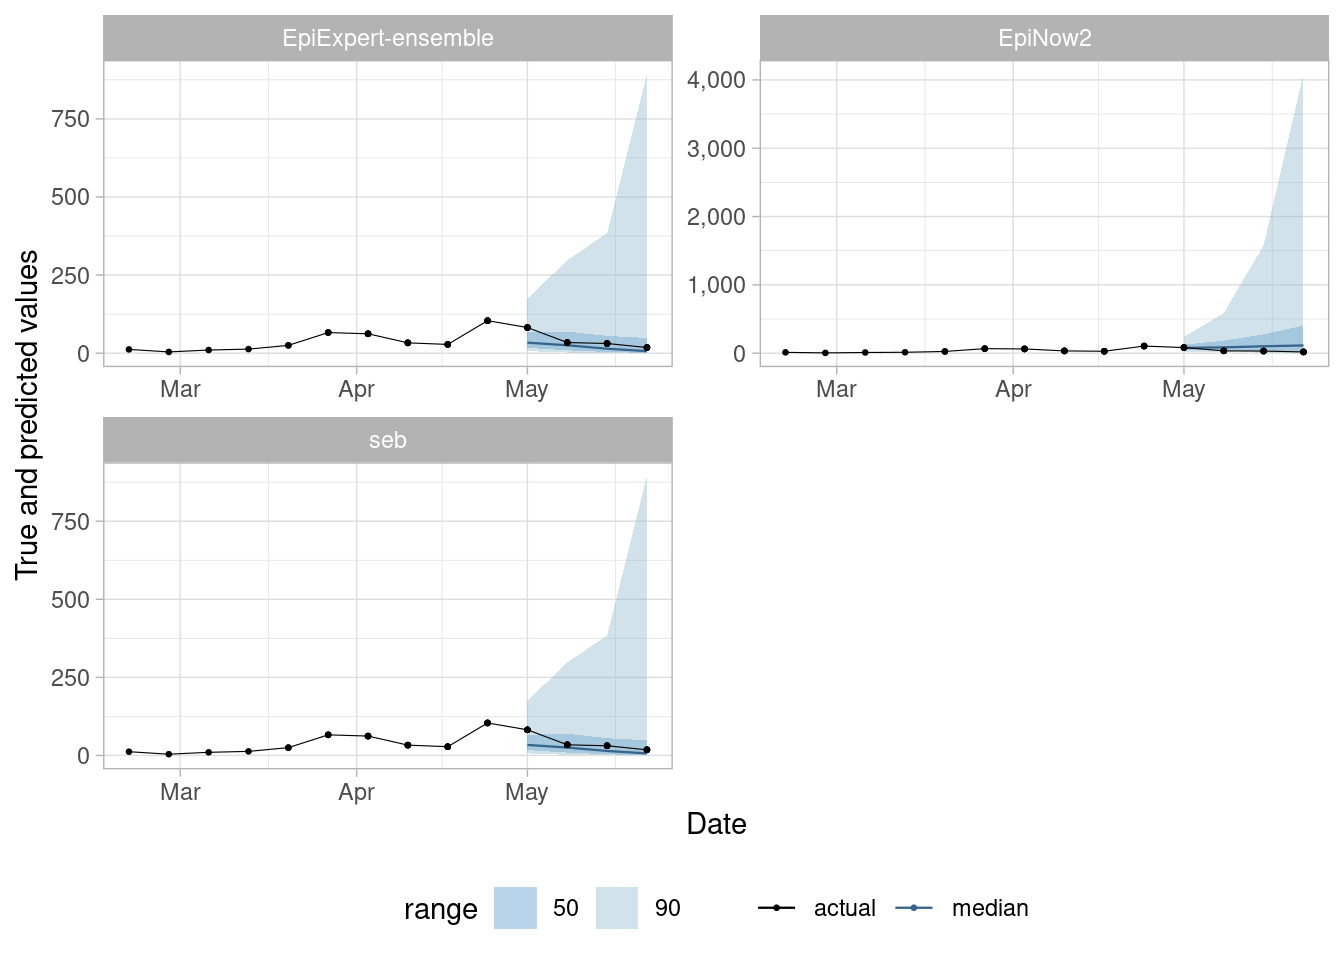 EpiExpert-ensemble
EpiNow2
750
500
250
0
4,000
3,000
2,000
1,000
0
Mar
Apr
May
Mar
Apr
May
seb
750
500
250
0
Mar
Apr
May
True and predicted values
Date
range
50
90
actual
median